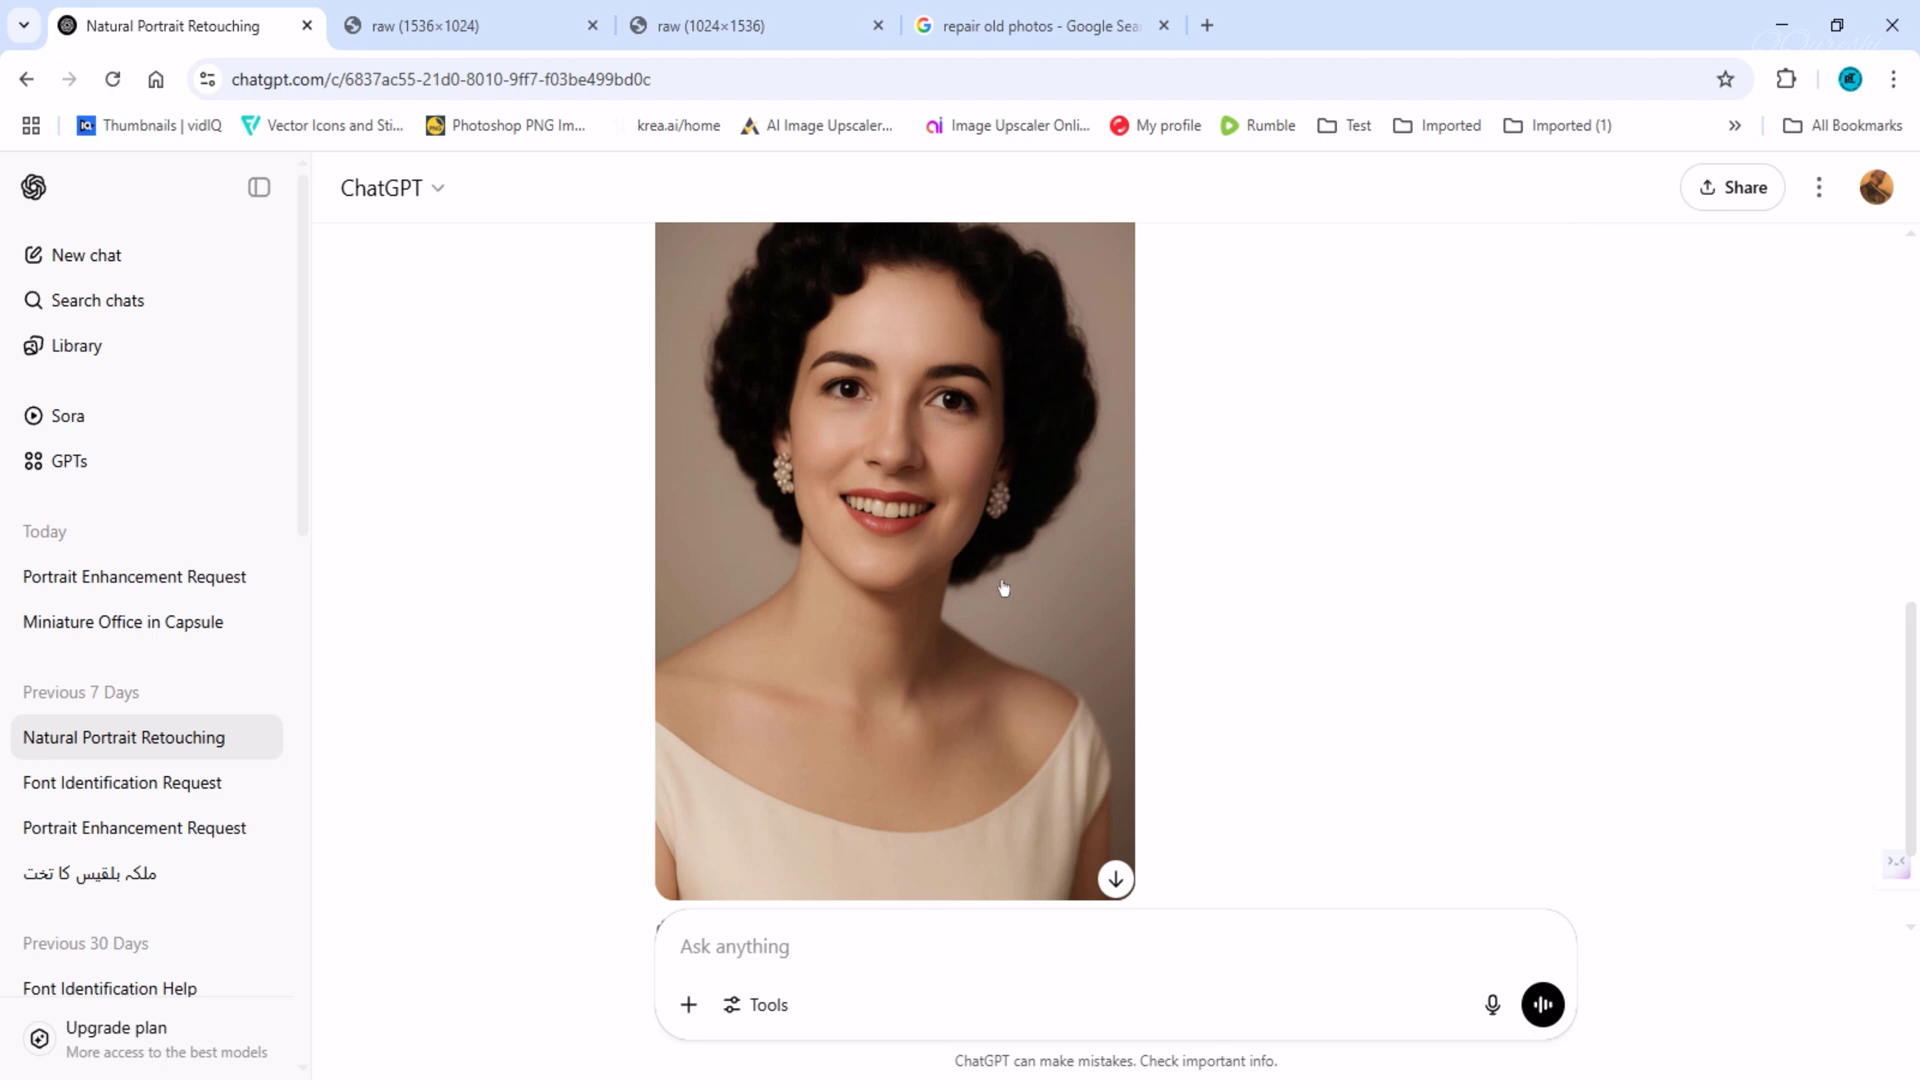 Natural Portrait Retouching
raw (1536×1024)
raw (1024×1536)
repair old photos - Google Sea
chatgpt.com/c/6837ac55-21d0-8010-9ff7-f03be499bd0c
Thumbnails | vidIQ
Vector Icons and Sti...
Photoshop PNG Im...
krea.ai/home
AI Image Upscaler...
Image Upscaler Onli...
My profile
Rumble
Test
Imported
Imported (1)
All Bookmarks
ChatGPT
Share
New chat
Search chats
Library
Sora
GPTs
Today
Portrait Enhancement Request
Miniature Office in Capsule
Previous 7 Days
Natural Portrait Retouching
Font Identification Request
Portrait Enhancement Request
ملکہ بلقیس کا تخت
Previous 30 Days
Font Identification Help
Upgrade plan
More access to the best models
Ask anything
Tools
ChatGPT can make mistakes. Check important info.